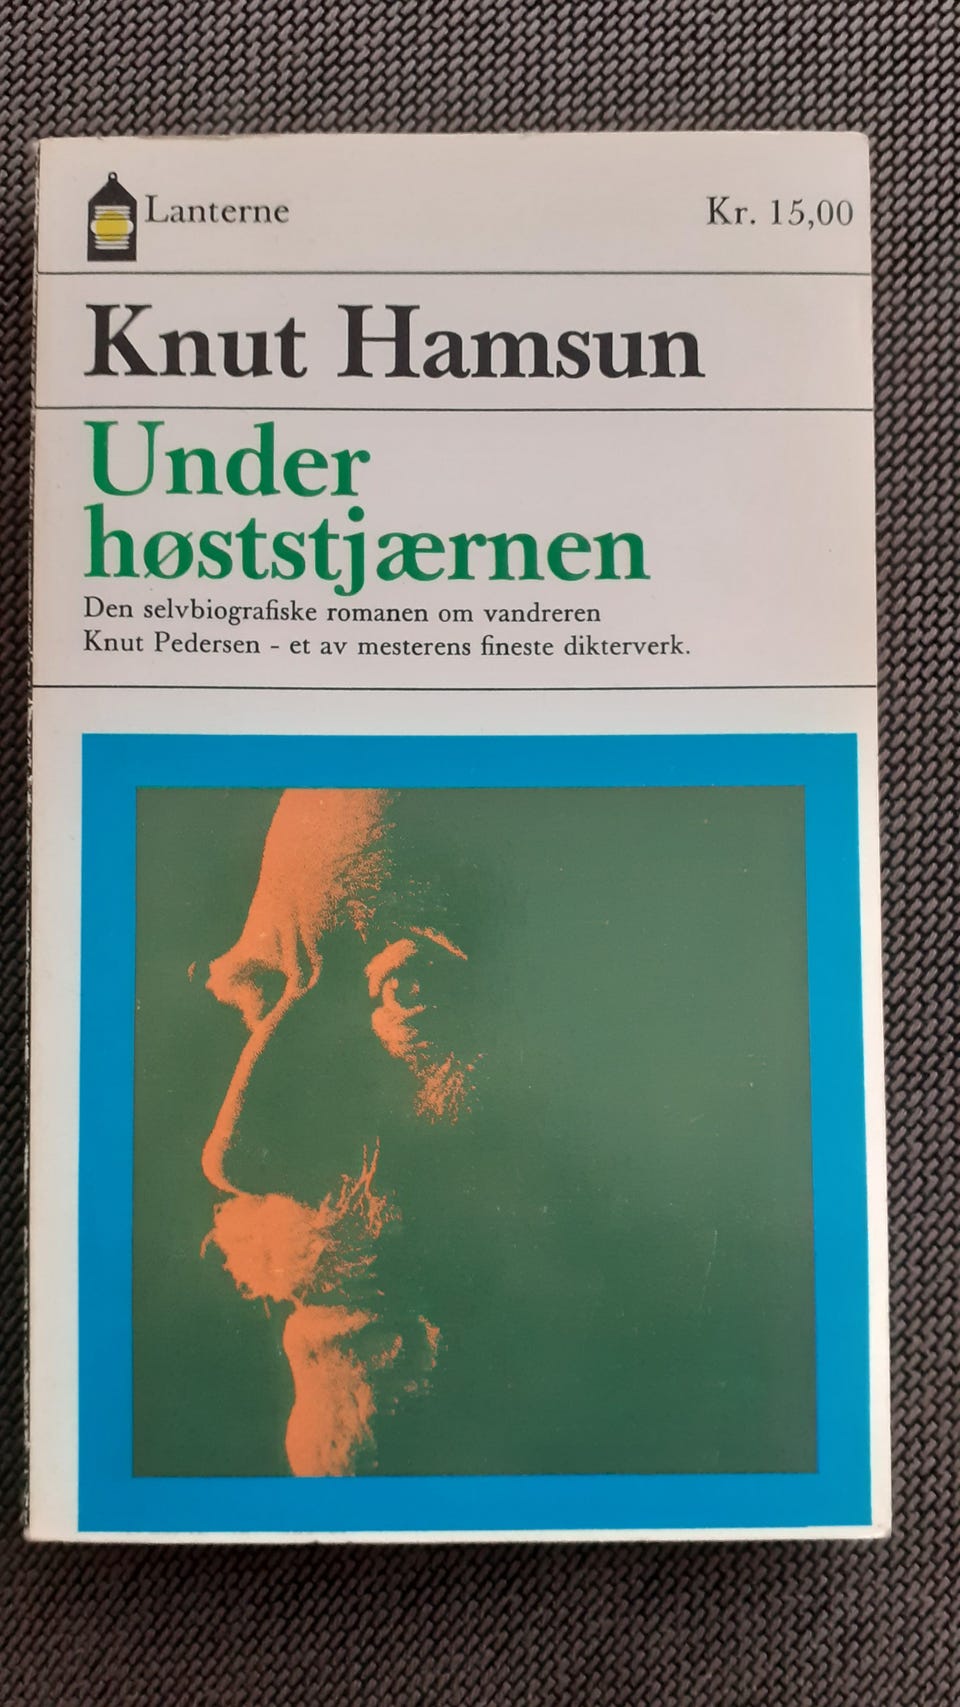 Lanterne
Kr. 15,00
Knut Hamsun
Under
høststjærnen
Den selvbiografiske romanen om vandreren
Knut Pedersen - et av mesterens fineste dikterverk.